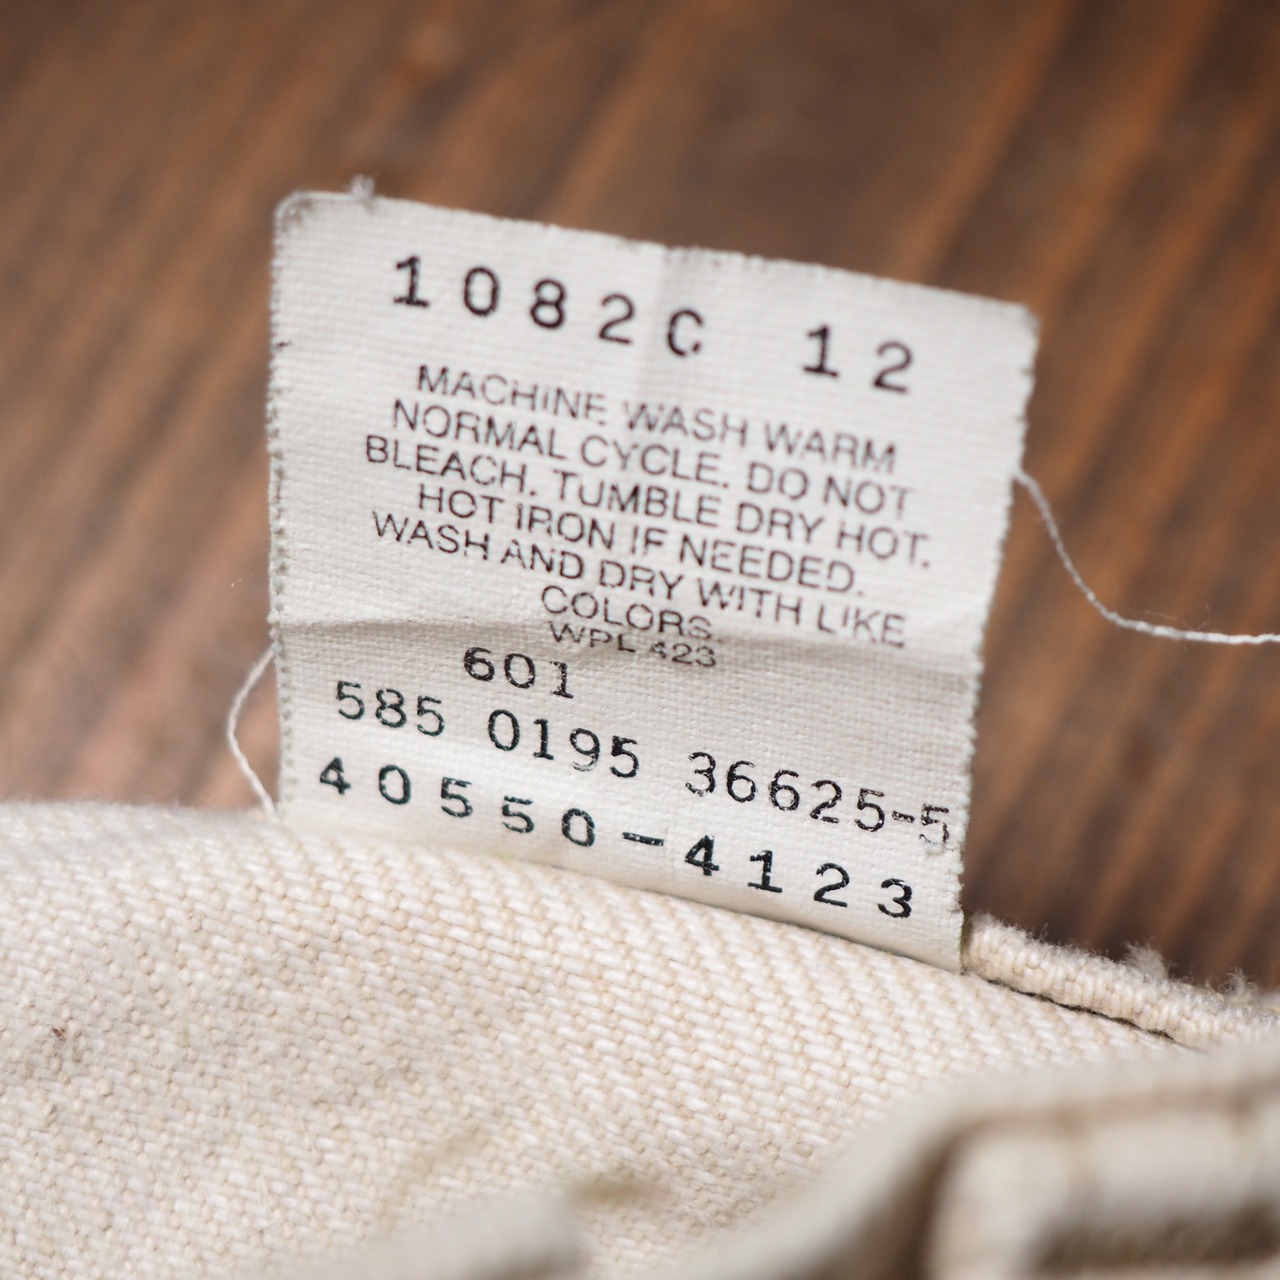 1082C 12
MACHINE WASH WARM
NORMAL CYCLE. DO NOT
BLEACH. TUMBLE DRY HOT.
HOT IRON IF NEEDED.
WASH AND DRY WITH LIKE
COLORS.
WPL 423
601
585 0195 36625-5
40550-4123